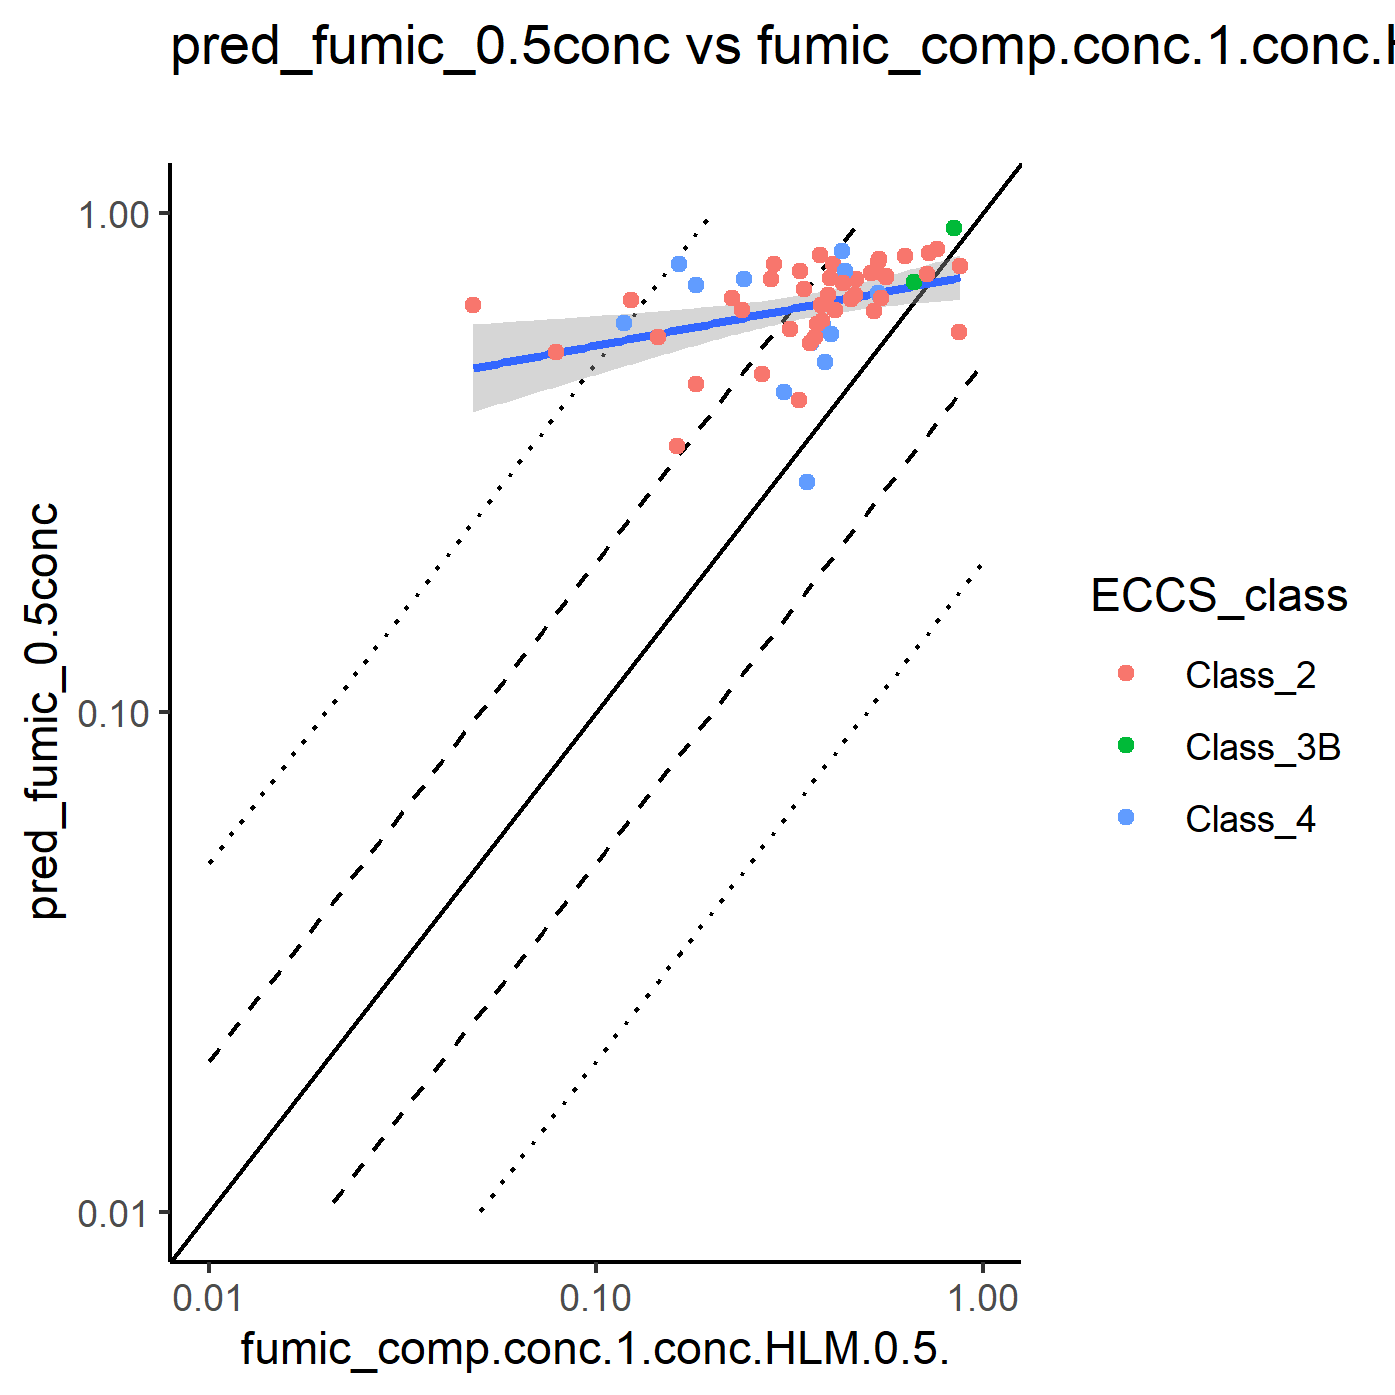 pred_fumic_0.5conc vs fumic_comp.conc.1.conc.H
1.00
0.10
0.01
pred_fumic_0.5conc
0.01
0.10
1.00
fumic_comp.conc.1.conc.HLM.0.5.
ECCS_class
Class_2
Class_3B
Class_4